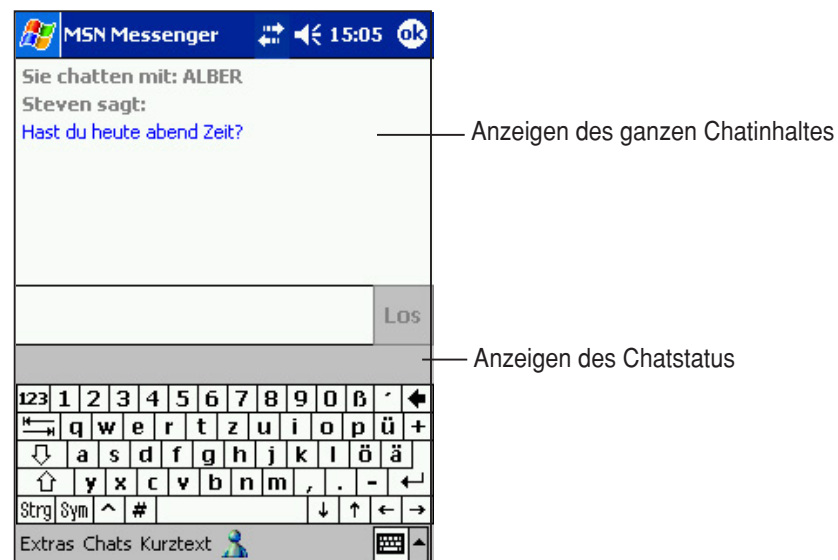 MSN Messenger 15:05 ok
Sie chatten mit: ALBER
Steven sagt:
Hast du heute abend Zeit?
Anzeigen des ganzen Chatinhaltes
Los
Anzeigen des Chatstatus
123 1 2 3 4 5 6 7 8 9 0 ß ´
q w e r t z u i o p ü +
a s d f g h j k l ö ä
y x c v b n m , . -
Strg Sym ^ # ↓ ↑ ← →
Extras Chats Kurztext